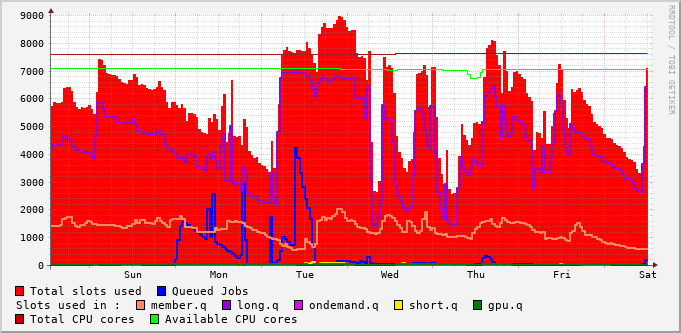 RRDTOOL / TOBI OETIKER
9000
8000
7000
6000
5000
4000
3000
2000
1000
0
Sun Mon Tue Wed Thu Fri Sat
Total slots used Queued Jobs
Slots used in : member.q long.q ondemand.q short.q gpu.q
Total CPU cores Available CPU cores